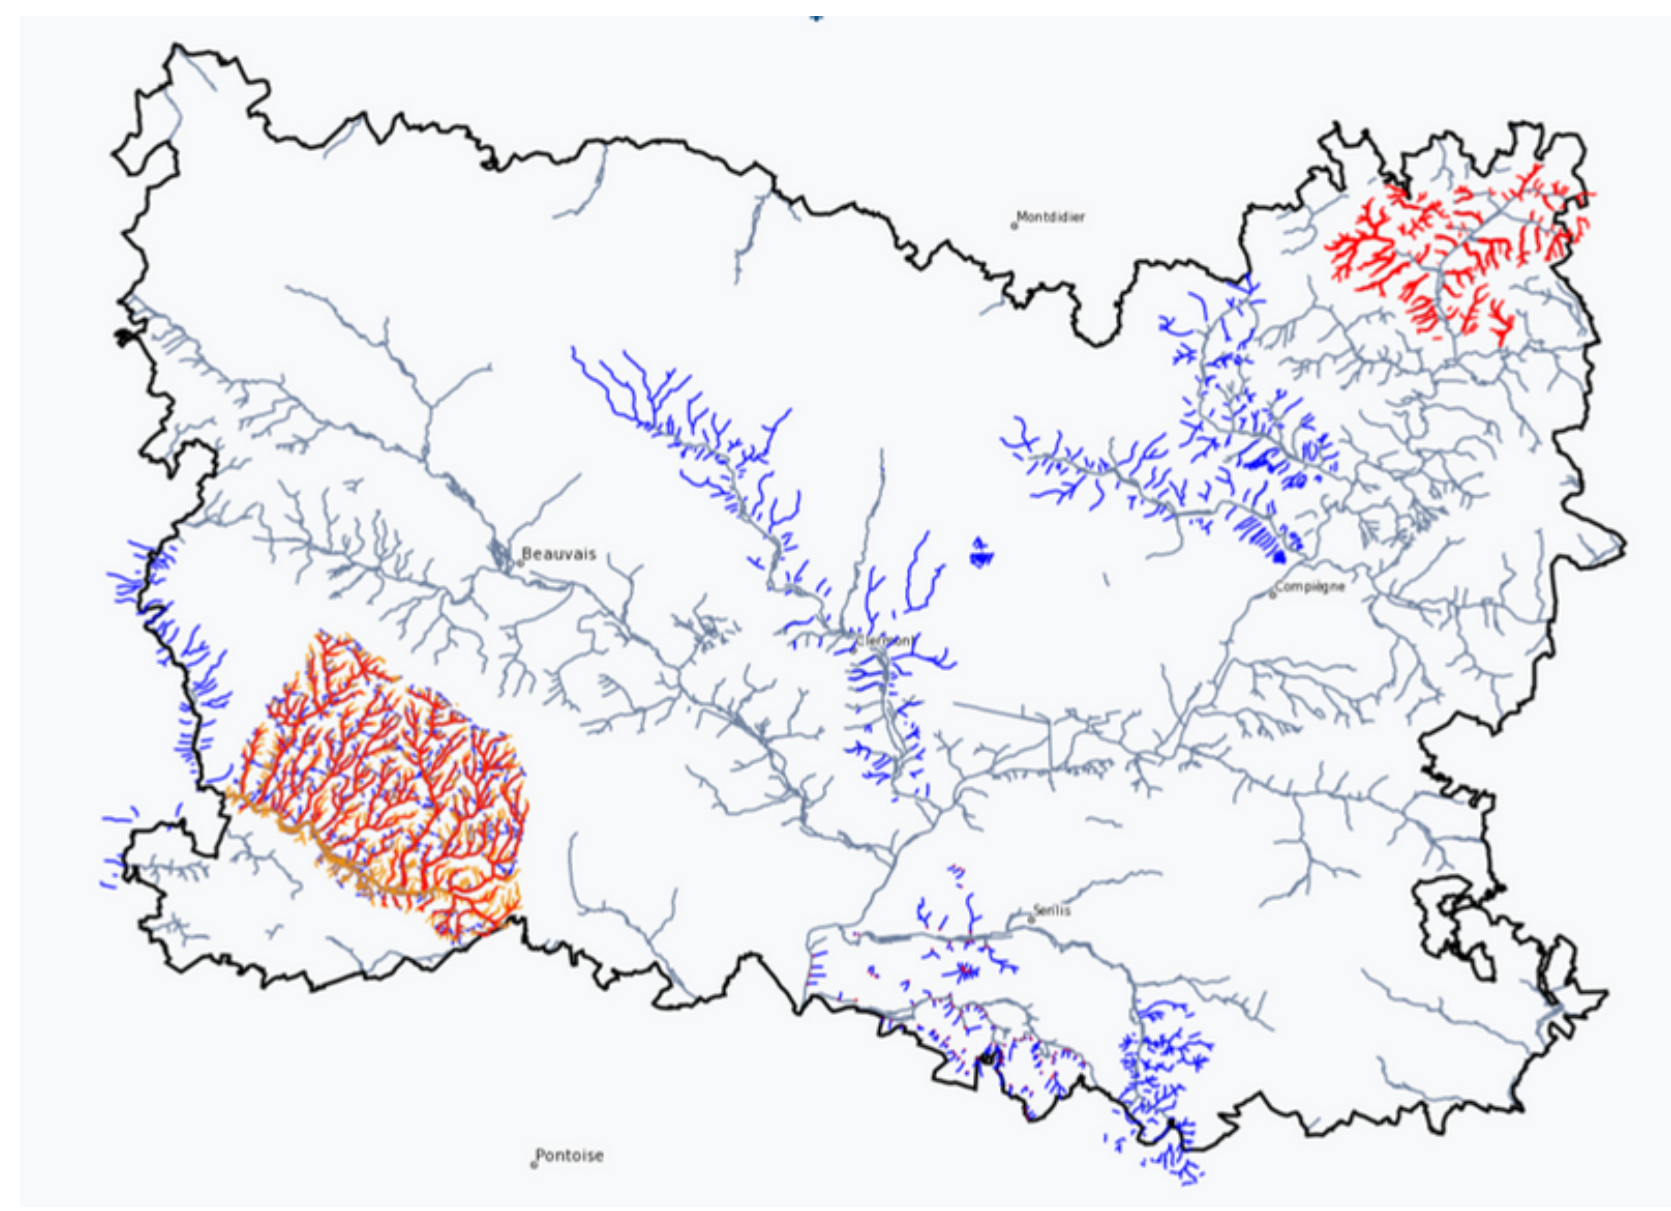 Montdidier
Beauvais
Compiègne
Clermont
Senlis
Pontoise